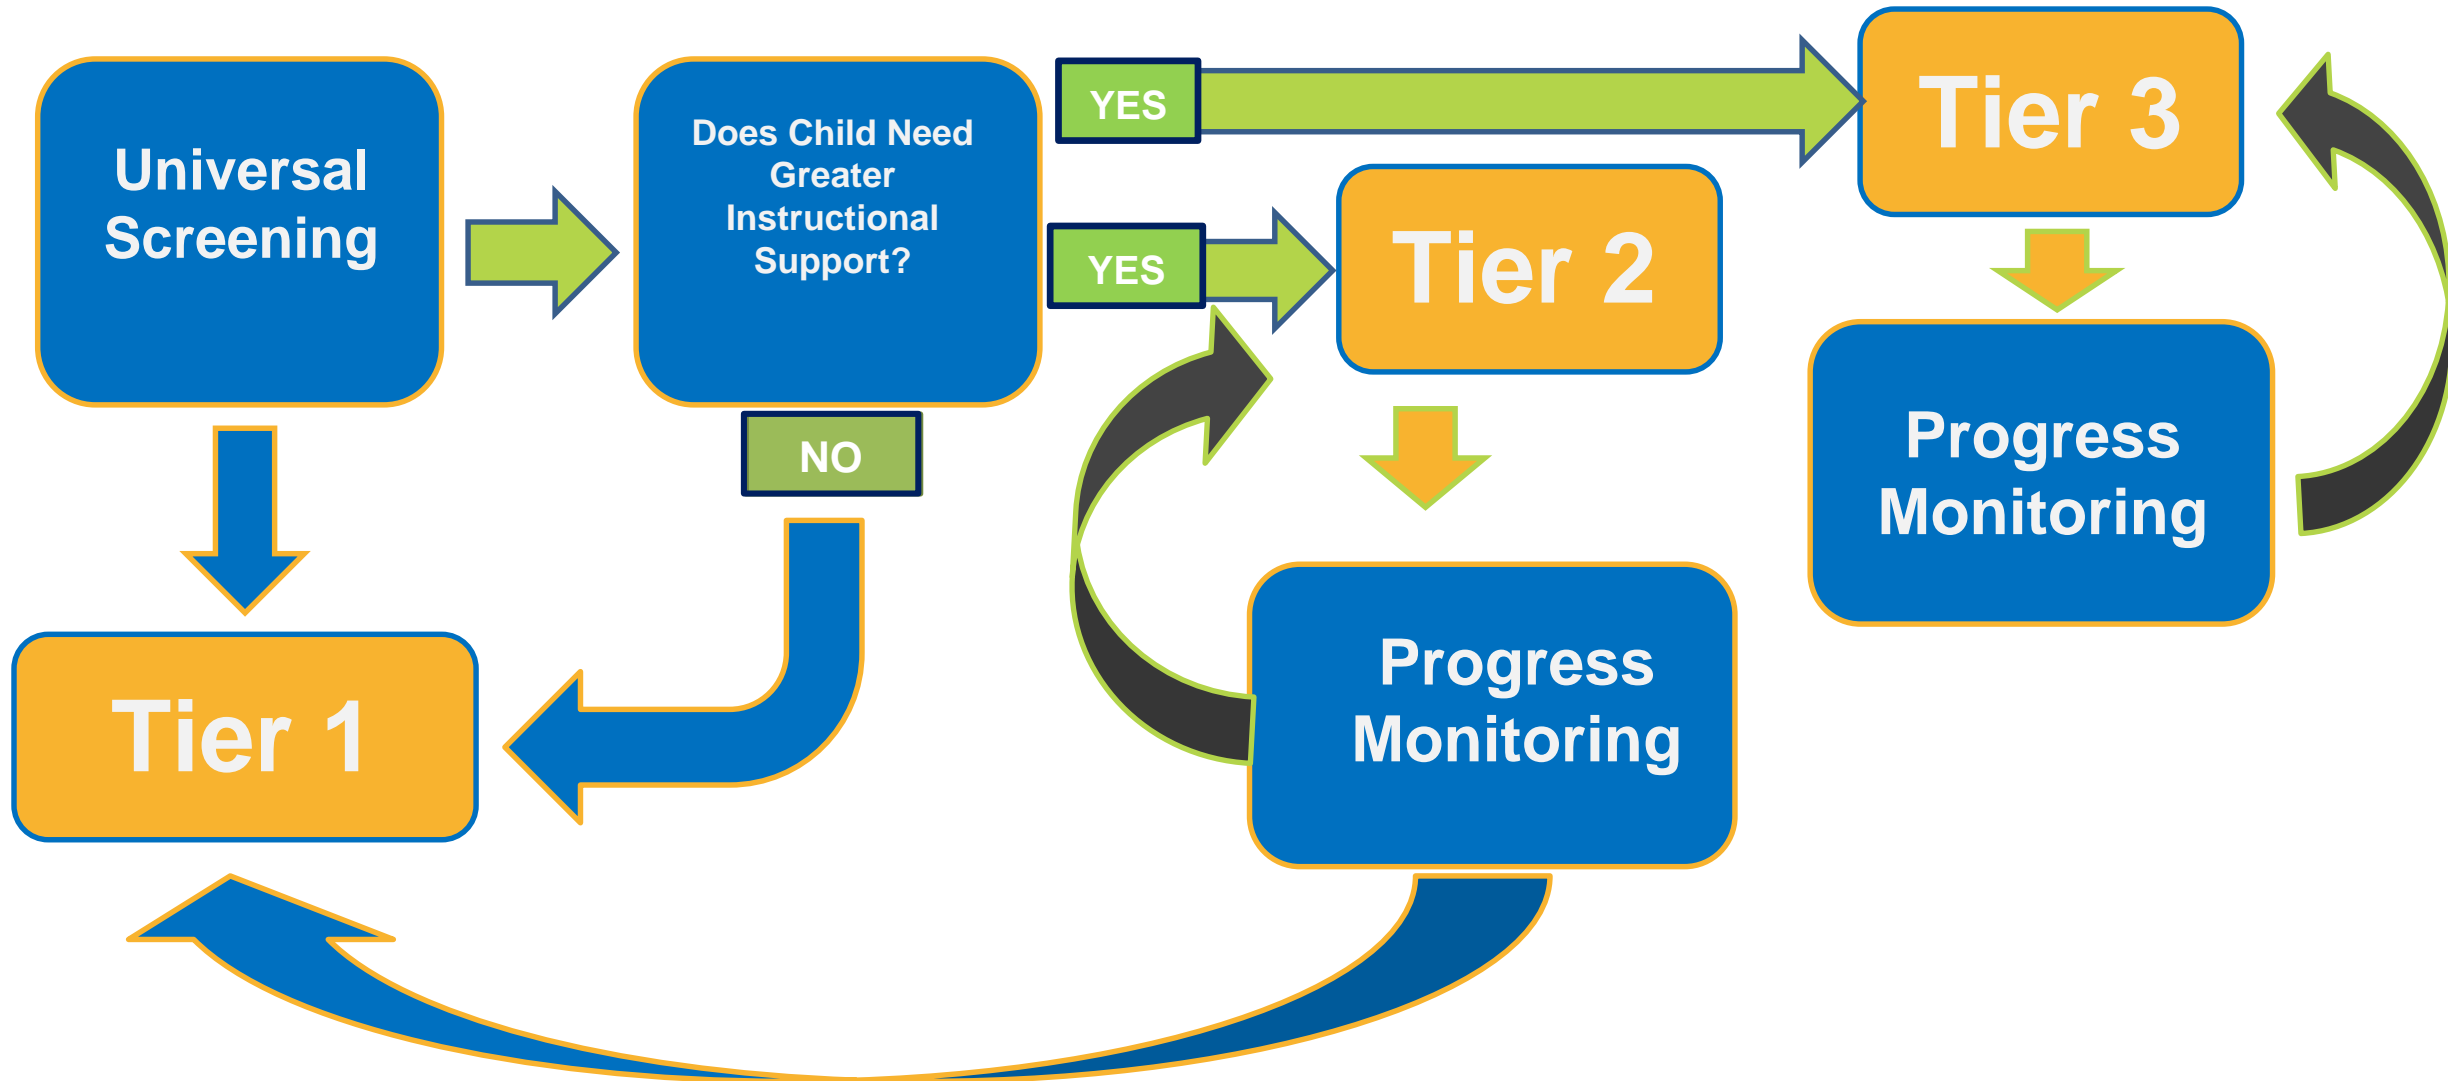 Universal
Screening
Does Child Need
Greater
Instructional
Support?
YES
YES
NO
Tier 1
Tier 2
Progress
Monitoring
Tier 3
Progress
Monitoring